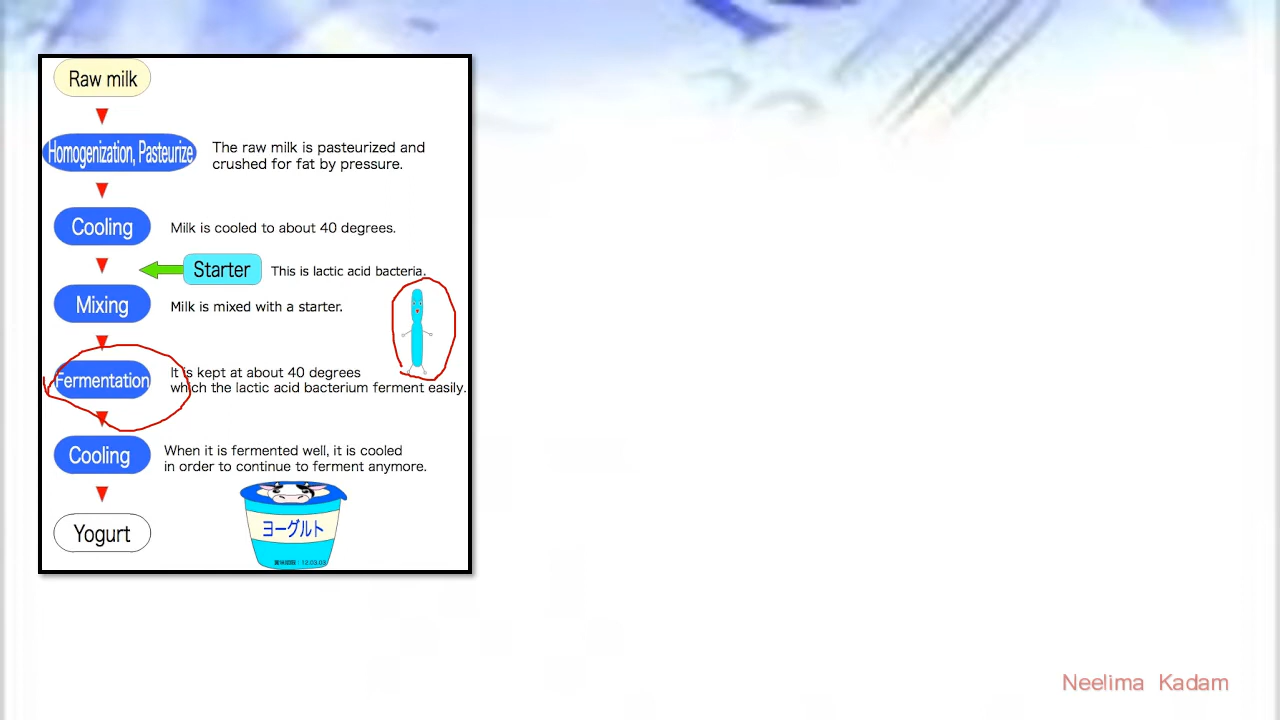 Raw milk
Homogenization, Pasteurize
The raw milk is pasteurized and
crushed for fat by pressure.
Cooling
Milk is cooled to about 40 degrees.
Starter
This is lactic acid bacteria.
Mixing
Milk is mixed with a starter.
Fermentation
It is kept at about 40 degrees
which the lactic acid bacterium ferment easily.
Cooling
When it is fermented well, it is cooled
in order to continue to ferment anymore.
Yogurt
ヨーグルト
12.03.03
Neelima Kadam